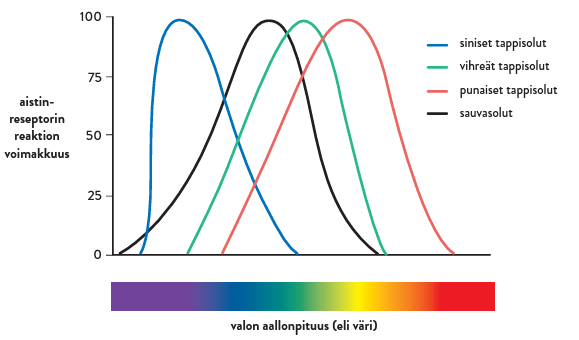 100
75
50
25
0
aistin-
reseptorin
reaktion
voimakkuus
siniset tappisolut
vihreät tappisolut
punaiset tappisolut
sauvasolut
valon aallonpituus (eli väri)